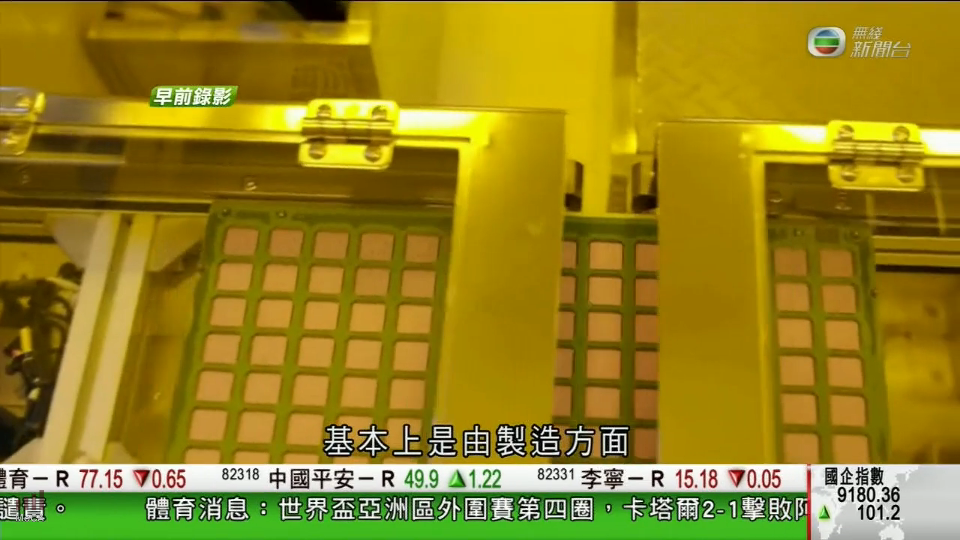 無綫
新聞台
早前錄影
基本上是由製造方面
體育－R 77.15 ▼0.65 82318 中國平安－R 49.9 ▲1.22 82331 李寧－R 15.18 ▼0.05
國企指數
9180.36
▲ 101.2
譴責。 體育消息：世界盃亞洲區外圍賽第四圈，卡塔爾2-1擊敗阿